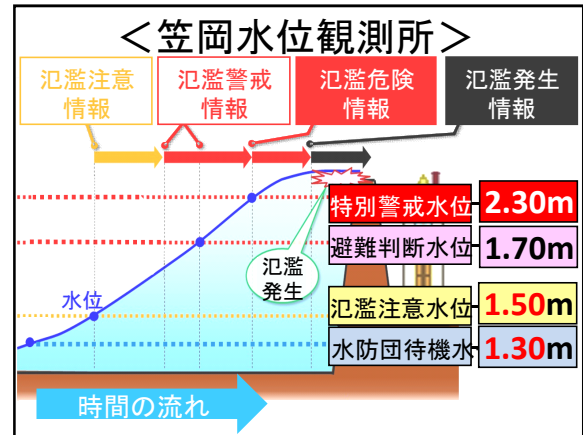 ＜笠岡水位観測所＞
氾濫注意
情報
氾濫警戒
情報
氾濫危険
情報
氾濫発生
情報
特別警戒水位
2.30m
避難判断水位
1.70m
氾濫
発生
水位
氾濫注意水位
1.50m
水防団待機水
1.30m
時間の流れ